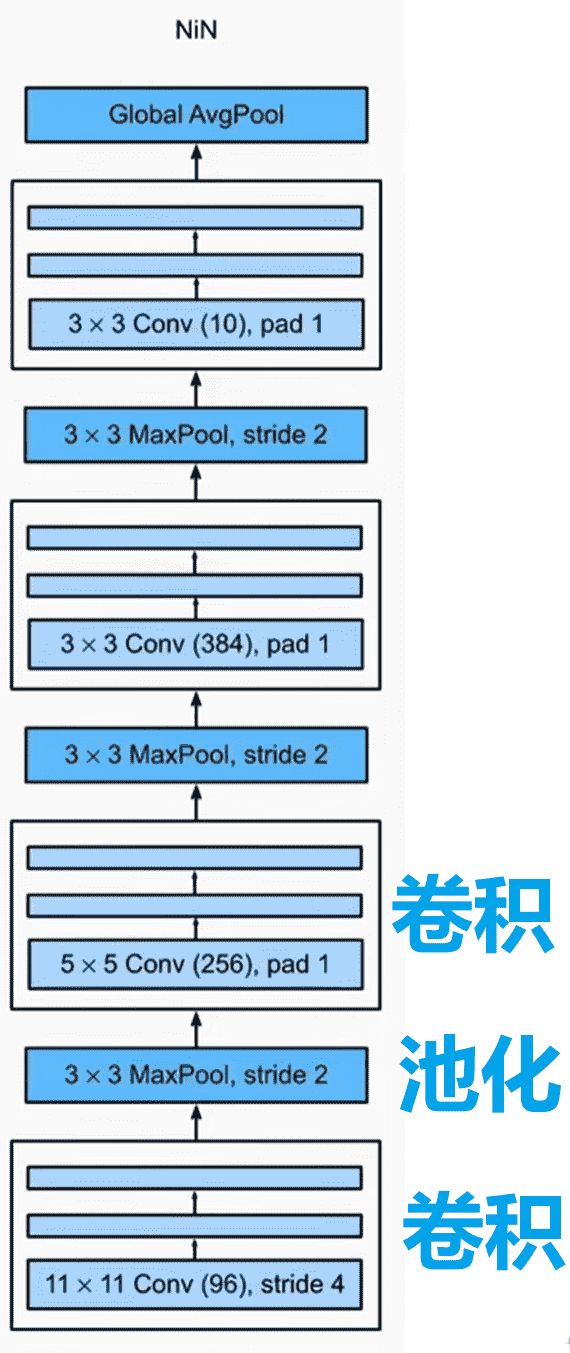 NiN
Global AvgPool
3 × 3 Conv (10), pad 1
3 × 3 MaxPool, stride 2
3 × 3 Conv (384), pad 1
3 × 3 MaxPool, stride 2
卷积
5 × 5 Conv (256), pad 1
池化
3 × 3 MaxPool, stride 2
卷积
11 × 11 Conv (96), stride 4